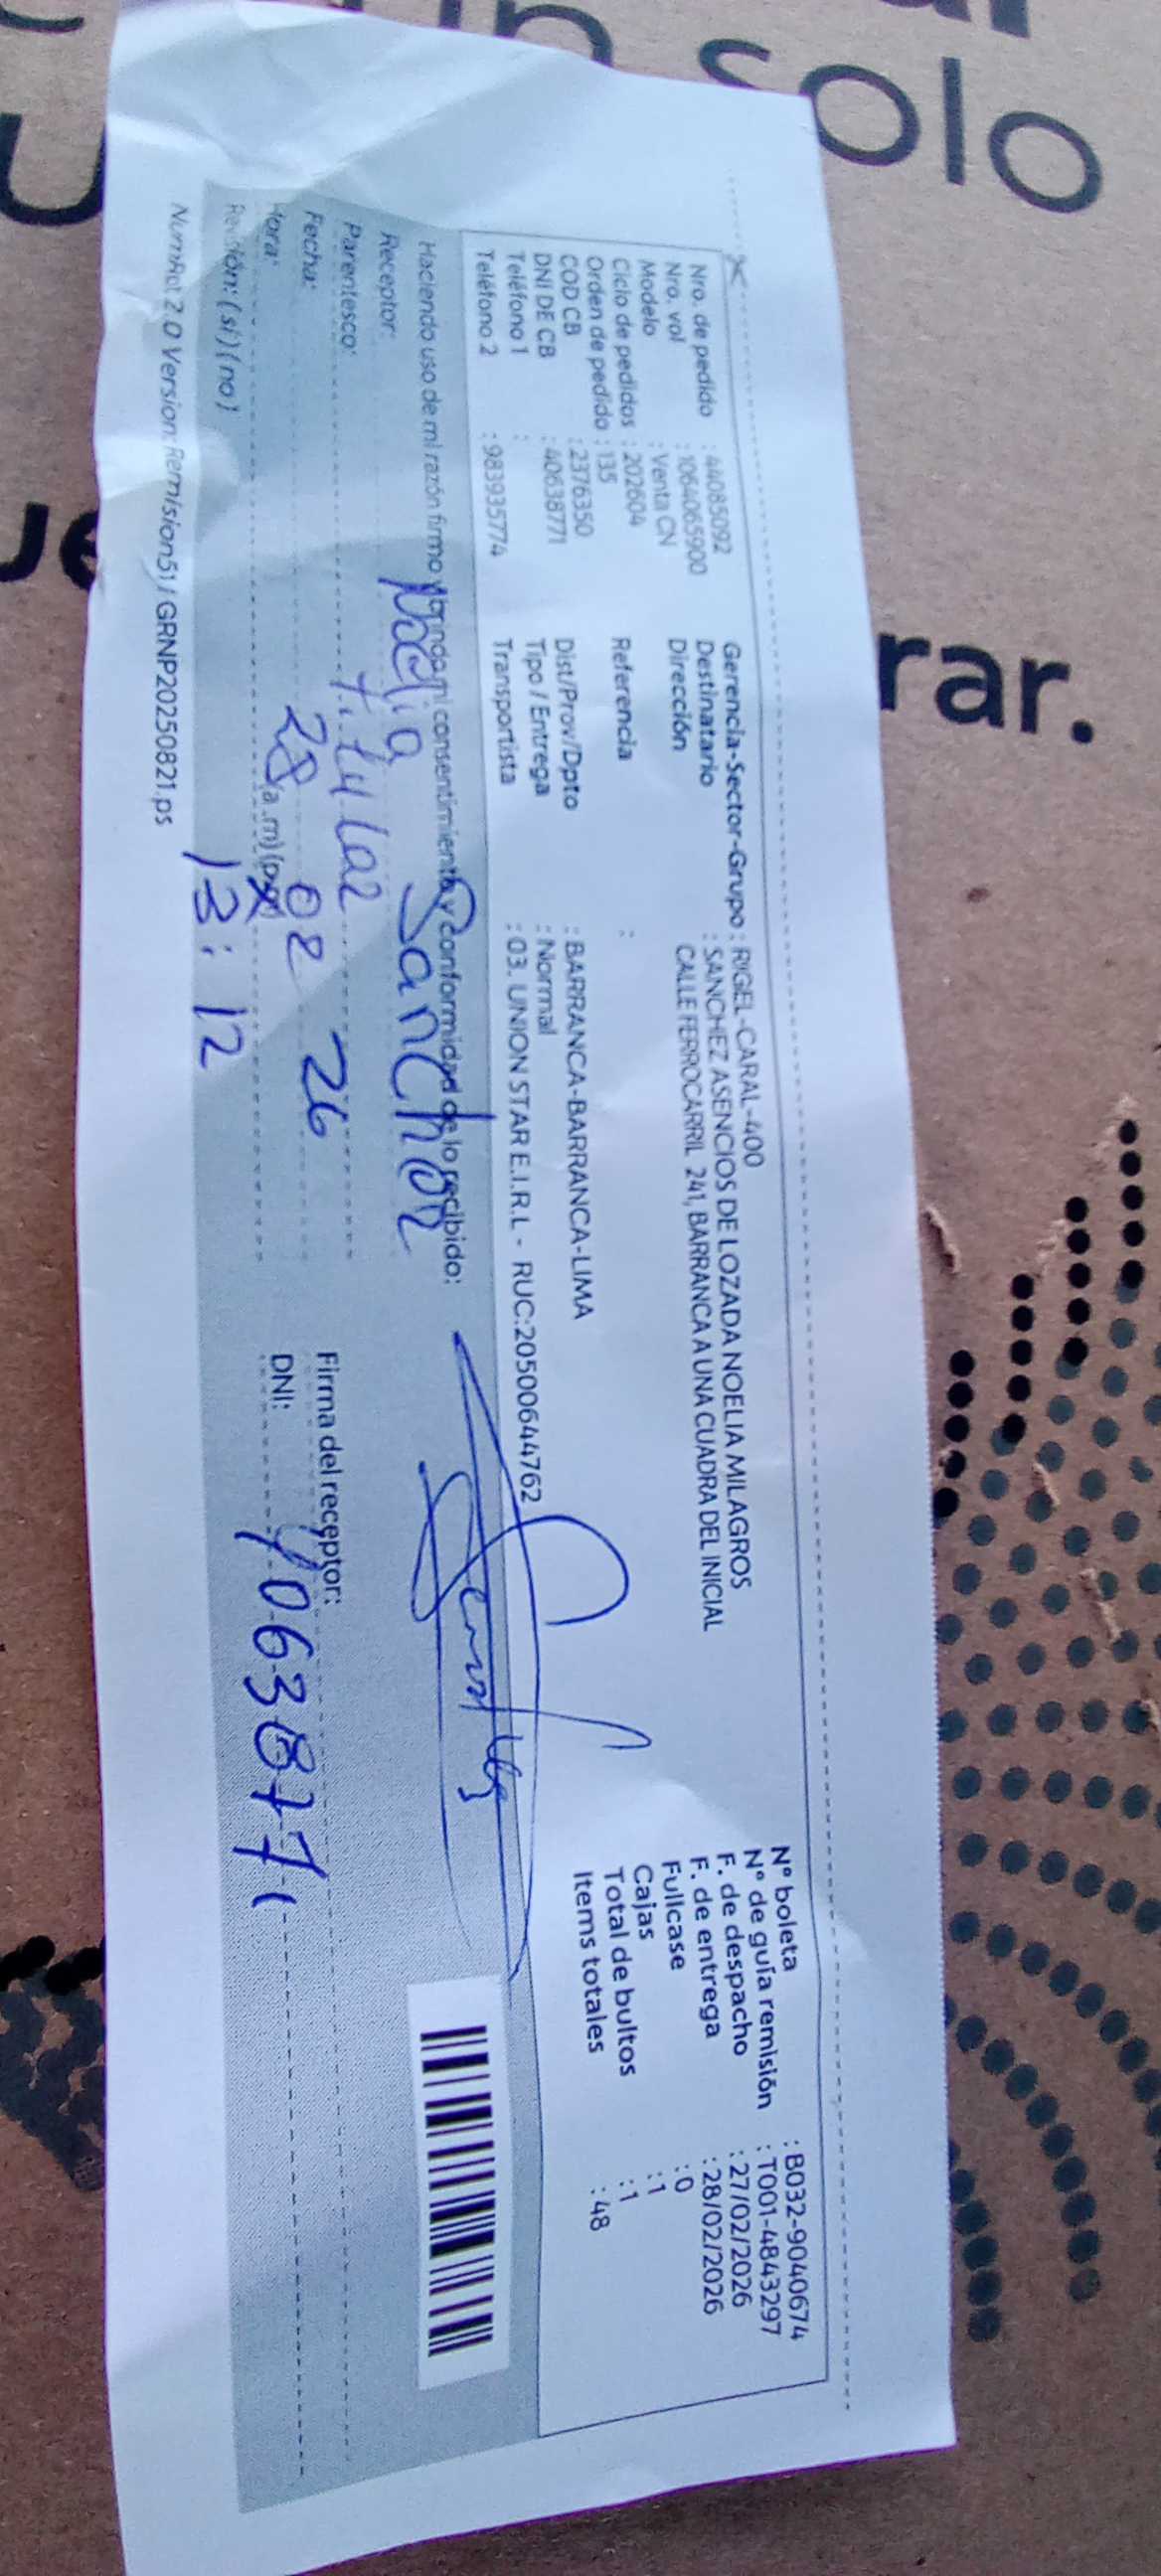 solo
rar.
Nro. de pedido : 44085092
Nro. vol : 1064065900
Modelo : Venta CN
Ciclo de pedidos : 202604
Orden de pedido : 135
COD CB : 2376350
DNI DE CB : 40638771
Teléfono 1 :
Teléfono 2 : 983935774
Gerencia-Sector-Grupo : RIGEL-CARAL-400
Destinatario : SANCHEZ ASENCIOS DE LOZADA NOELIA MILAGROS
Dirección CALLE FERROCARRIL 241, BARRANCA A UNA CUADRA DEL INICIAL
Referencia :
Dist/Prov/Dpto : BARRANCA-BARRANCA-LIMA
Tipo / Entrega : Normal
Transportista : 03. UNION STAR E.I.R.L - RUC:20500644762
N° boleta : B032-9040674
N° de guía remisión : T001-4843297
F. de despacho : 27/02/2026
F. de entrega : 28/02/2026
Fullcase : 0
Cajas : 1
Total de bultos : 1
Items totales : 48
Haciendo uso de mi razón firmo y brindo mi consentimiento y conformidad de lo recibido:
Receptor: Noelia Sanchez
Parentesco: titular
Fecha: 28 02 26
Hora: (a.m) 13:12
Revisión: (si) (no)
Firma del receptor:
DNI: 40638771
NumRot 2.0 Version: Remision51 / GRNP20250821.ps